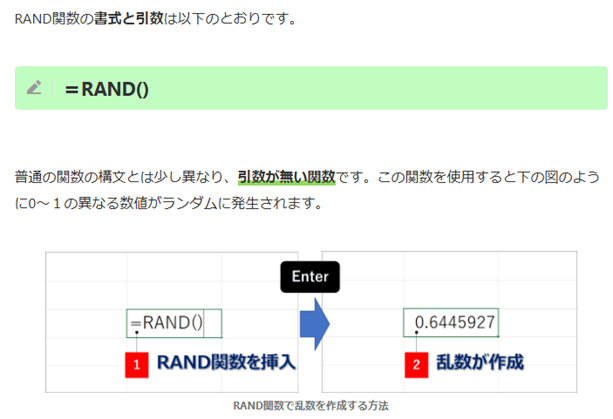 RAND関数の書式と引数は以下のとおりです。
＝RAND()
普通の関数の構文とは少し異なり、引数が無い関数です。この関数を使用すると下の図のよう
に0～１の異なる数値がランダムに発生されます。
Enter
=RAND()
0.6445927
1 RAND関数を挿入
2 乱数が作成
RAND関数で乱数を作成する方法